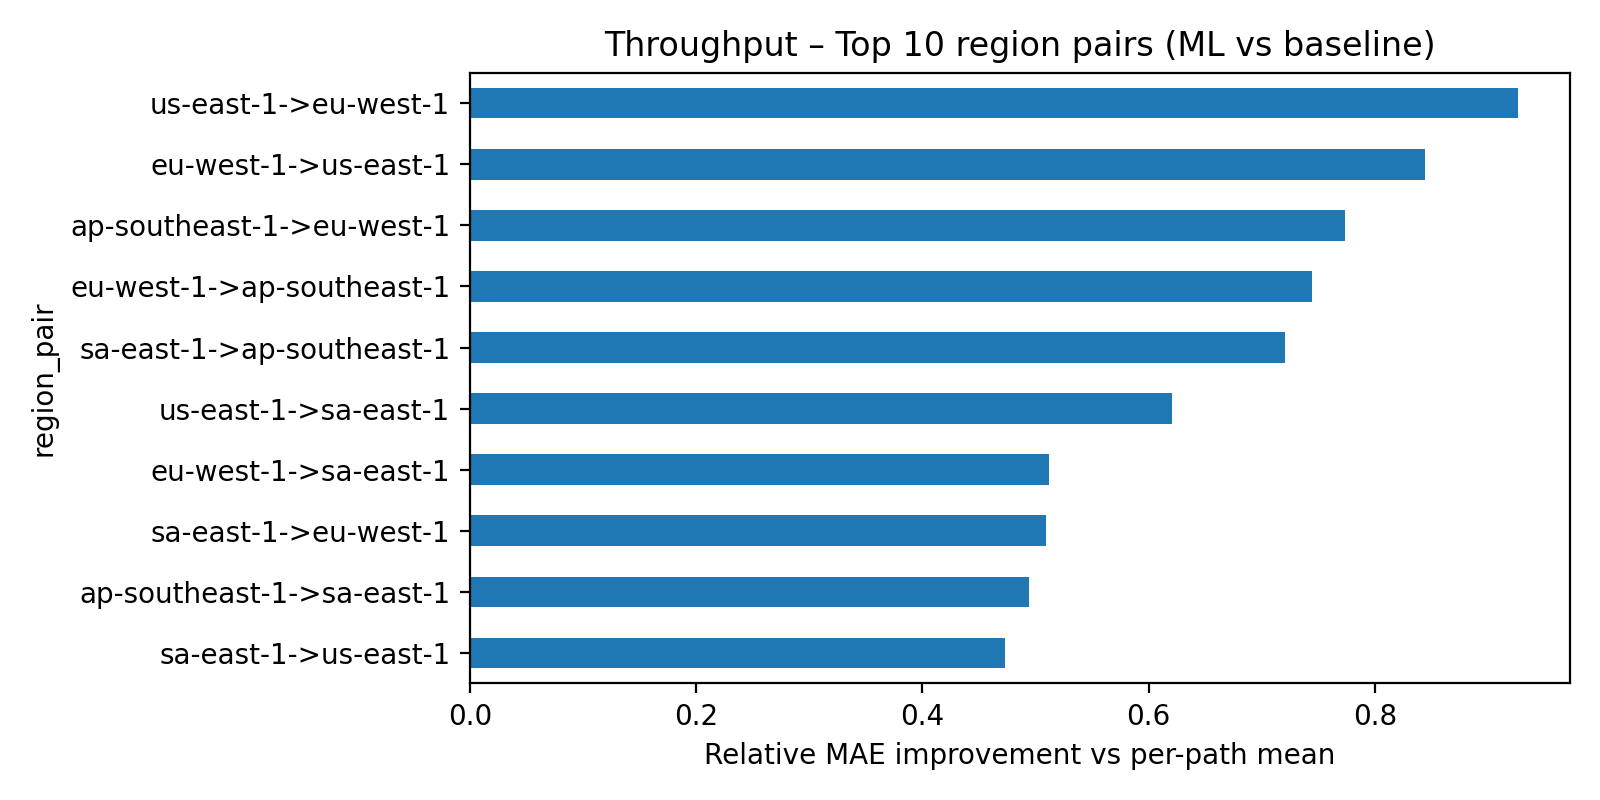 Throughput – Top 10 region pairs (ML vs baseline)
region_pair
us-east-1->eu-west-1
eu-west-1->us-east-1
ap-southeast-1->eu-west-1
eu-west-1->ap-southeast-1
sa-east-1->ap-southeast-1
us-east-1->sa-east-1
eu-west-1->sa-east-1
sa-east-1->eu-west-1
ap-southeast-1->sa-east-1
sa-east-1->us-east-1
0.0 0.2 0.4 0.6 0.8
Relative MAE improvement vs per-path mean